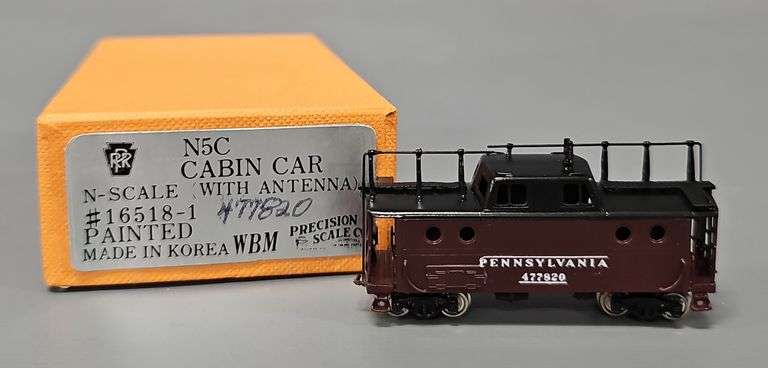 PRR
N5C
CABIN CAR
N-SCALE (WITH ANTENNA)
#16518-1 477820
PAINTED
MADE IN KOREA WBM
PRECISION
SCALE CO.
PENNSYLVANIA
477820